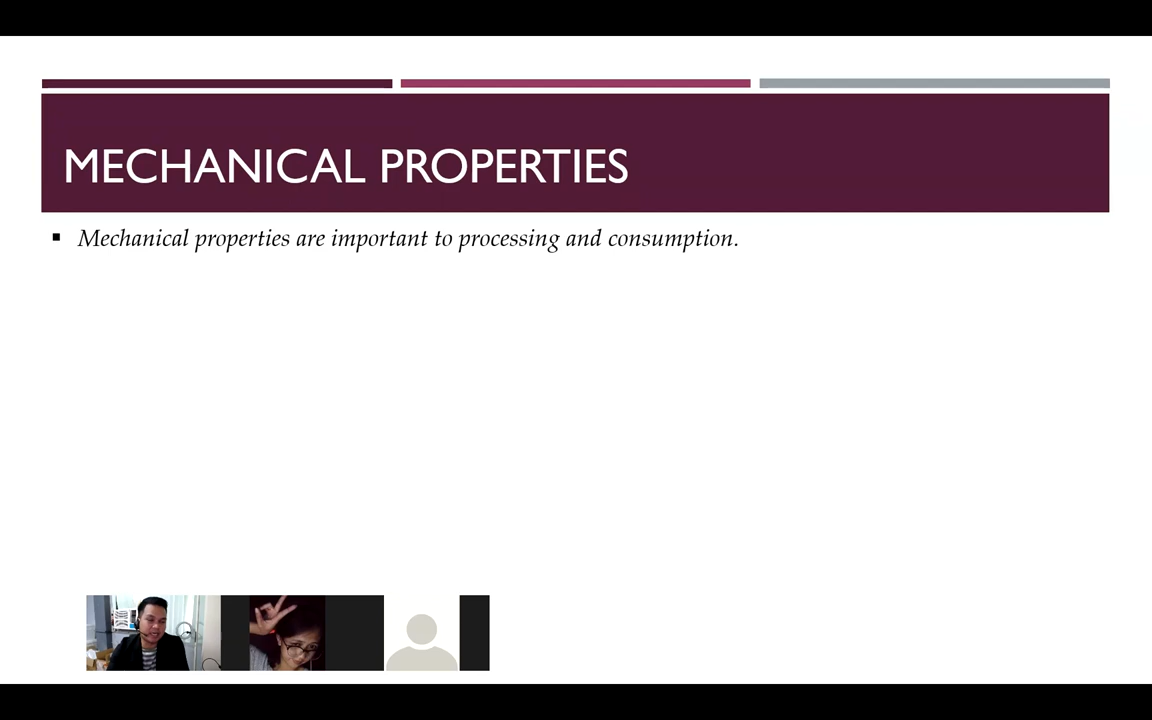 MECHANICAL PROPERTIES
▪ Mechanical properties are important to processing and consumption.